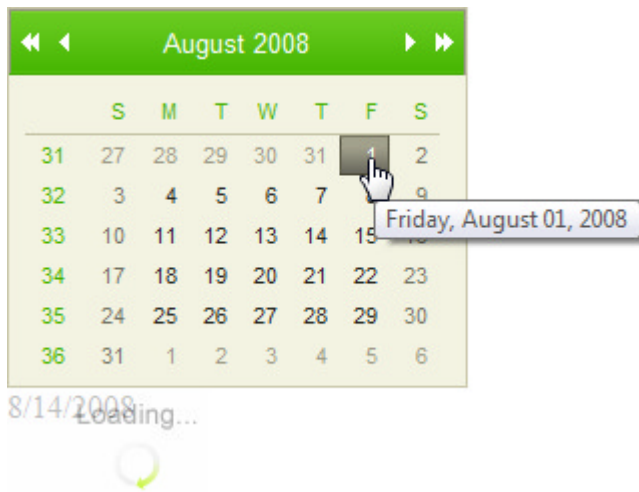 August 2008
S M T W T F S
31 27 28 29 30 31 1 2
32 3 4 5 6 7 8 9
Friday, August 01, 2008
33 10 11 12 13 14 15 16
34 17 18 19 20 21 22 23
35 24 25 26 27 28 29 30
36 31 1 2 3 4 5 6
8/14/2008
Loading...